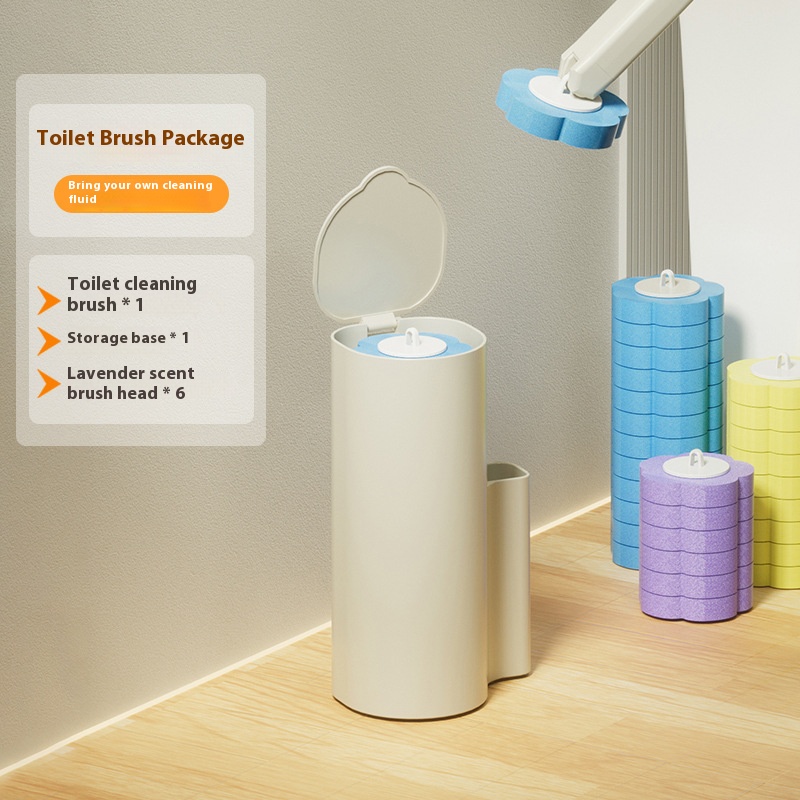 Toilet Brush Package
Bring your own cleaning
fluid
Toilet cleaning
brush * 1
Storage base * 1
Lavender scent
brush head * 6